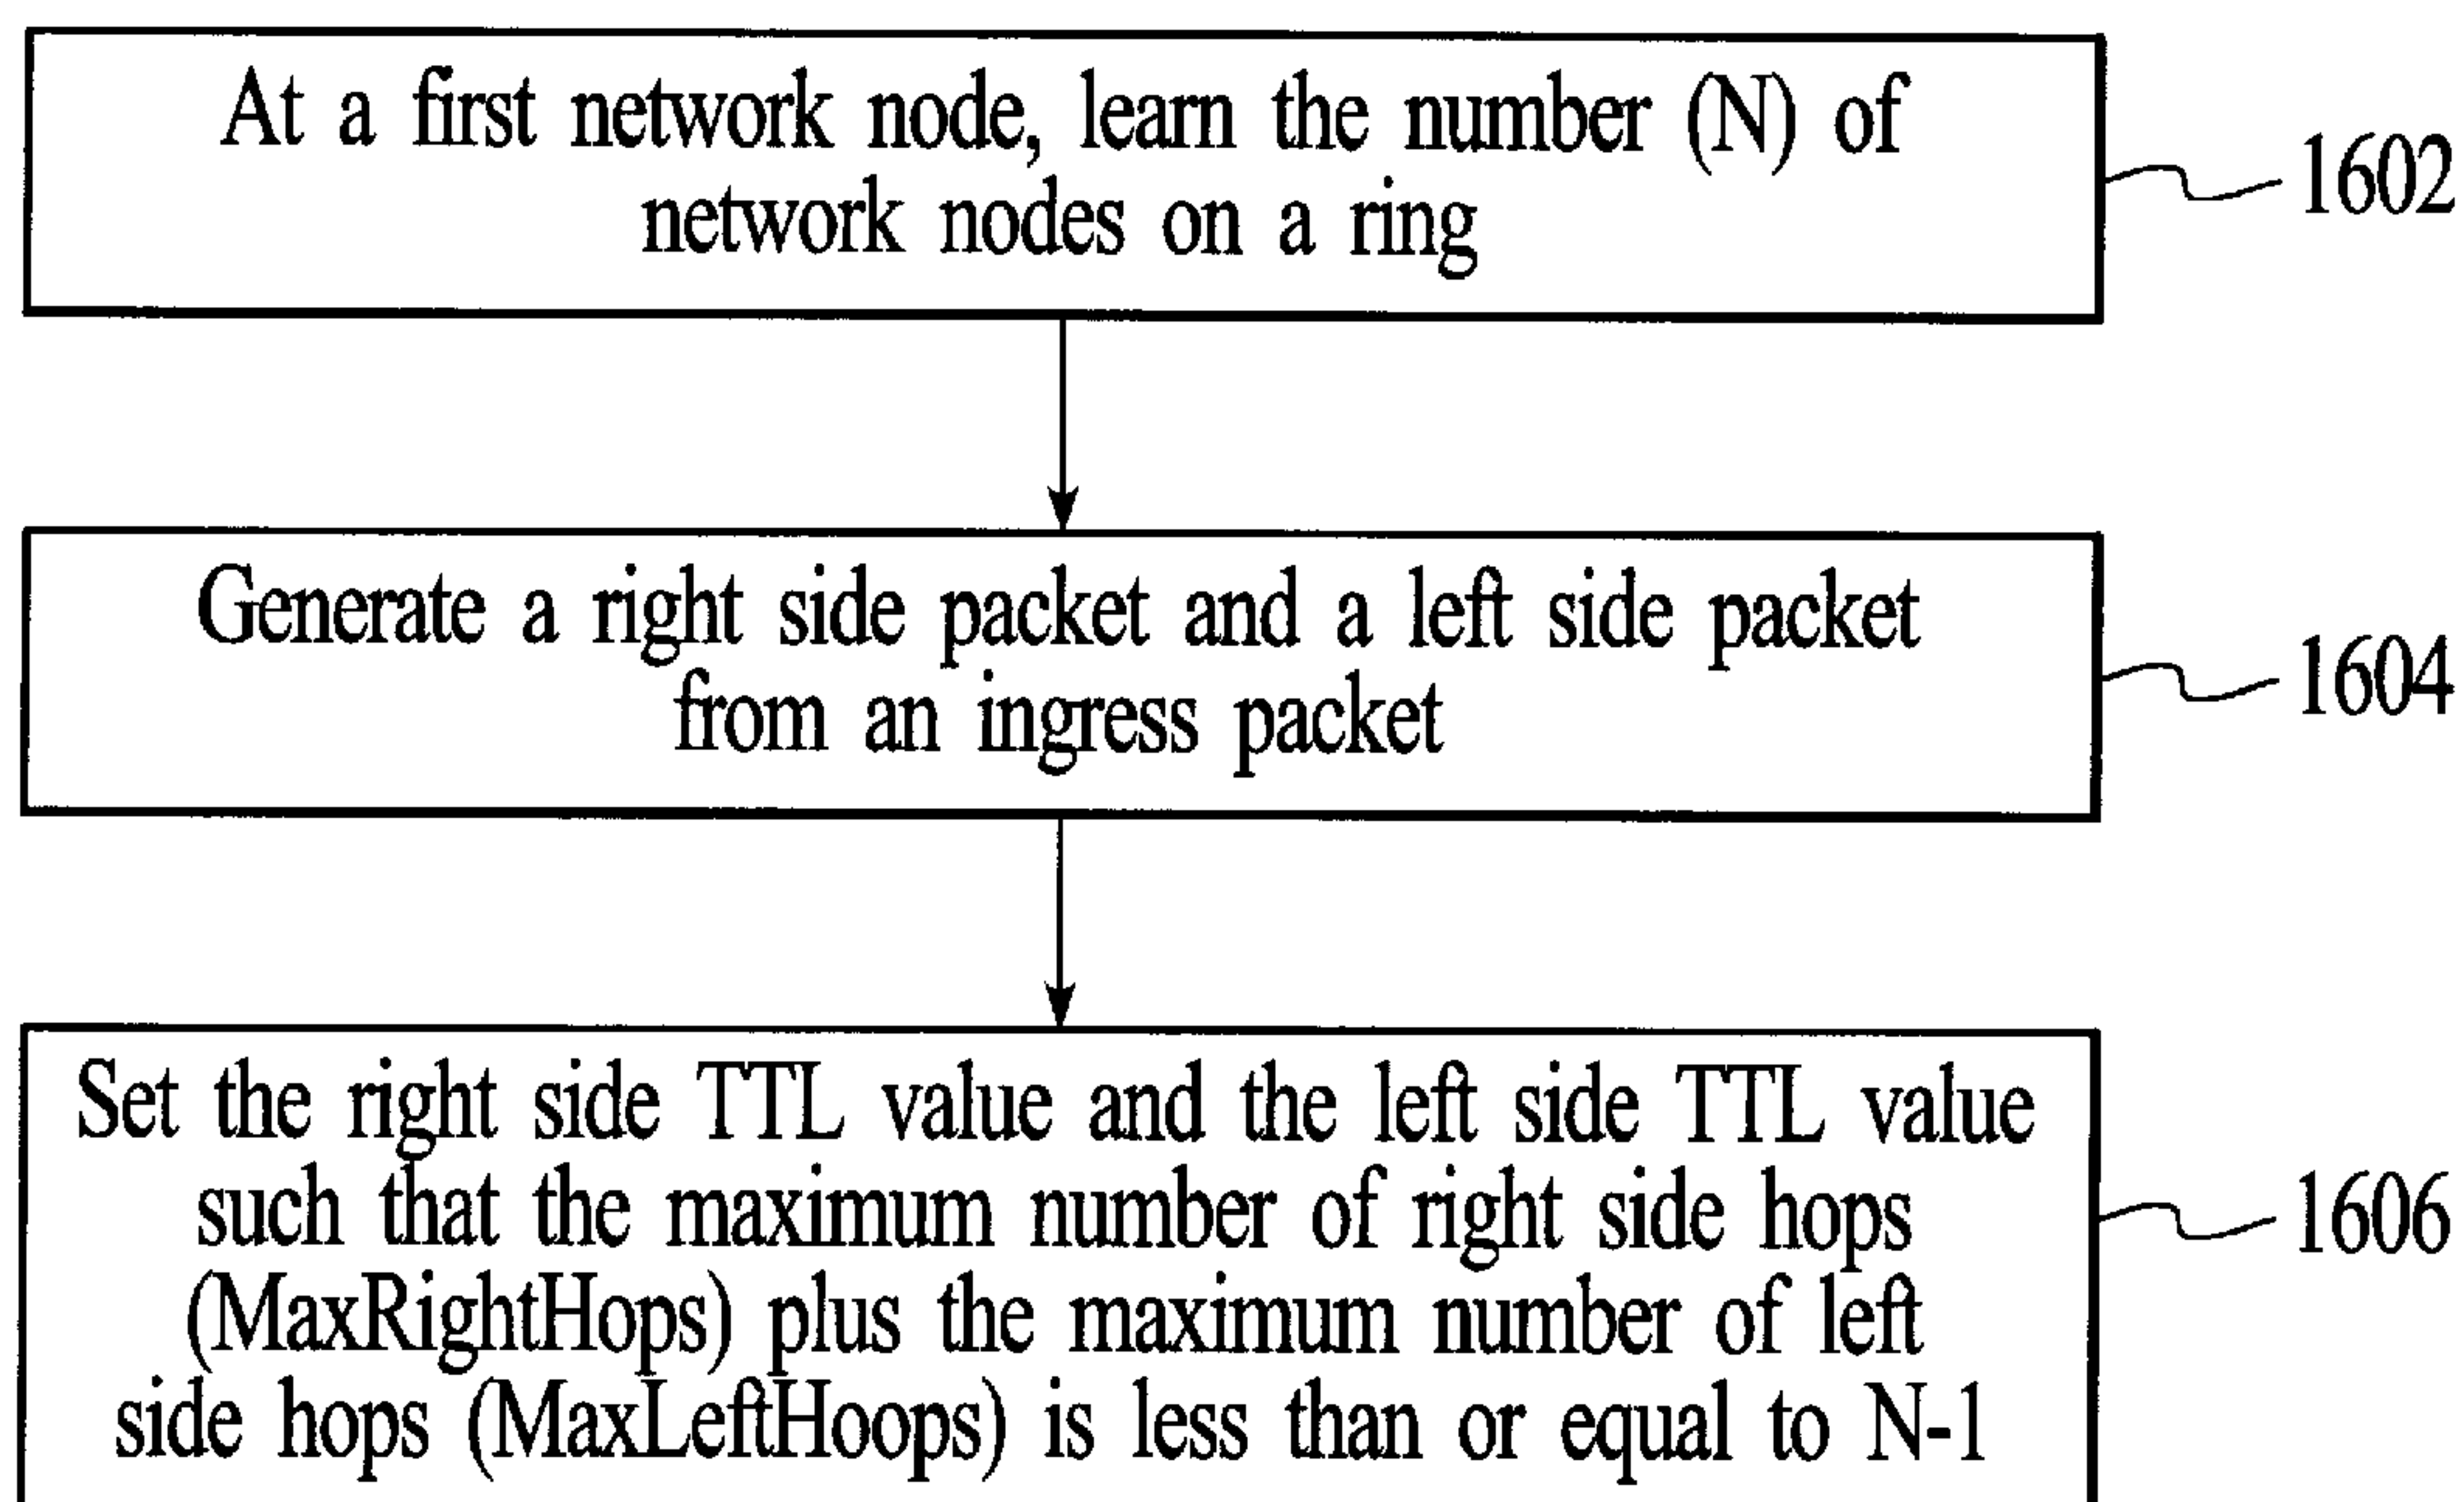 At a first network node, learn the number (N) of
network nodes on a ring
1602
Generate a right side packet and a left side packet
from an ingress packet
1604
Set the right side TTL value and the left side TTL value
such that the maximum number of right side hops
(MaxRightHops) plus the maximum number of left
side hops (MaxLeftHoops) is less than or equal to N-1
1606